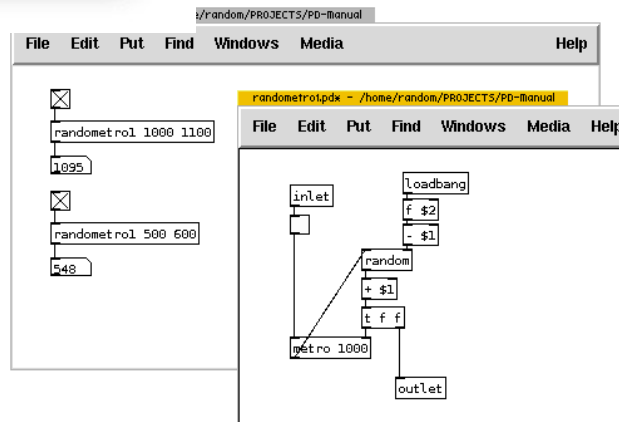 e/random/PROJECTS/PD-Manual
File Edit Put Find Windows Media Help
randometro1 1000 1100
1095
randometro1 500 600
548
randometro1.pdx - /home/random/PROJECTS/PD-Manual
File Edit Put Find Windows Media Help
inlet
loadbang
f $2
- $1
random
+ $1
t f f
metro 1000
outlet